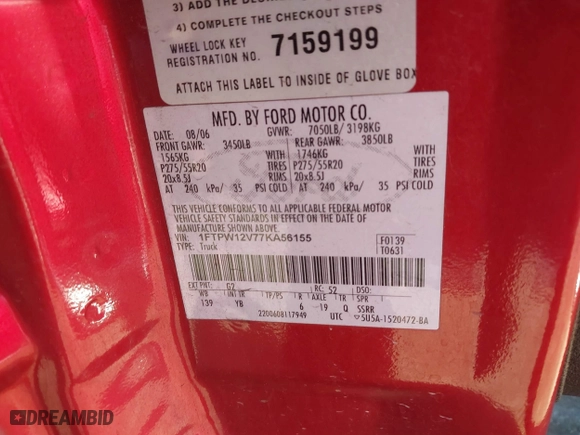 3) ADD THE
4) COMPLETE THE CHECKOUT STEPS
WHEEL LOCK KEY
REGISTRATION NO. 7159199
ATTACH THIS LABEL TO INSIDE OF GLOVE BOX
MFD. BY FORD MOTOR CO.
DATE: 08/06 GVWR: 7050LB/ 3198KG
FRONT GAWR: 3450LB REAR GAWR: 3850LB
1565KG WITH 1746KG WITH
P275/55R20 TIRES P275/55R20 TIRES
20x8.5J RIMS 20x8.5J RIMS
AT 240 kPa/ 35 PSI COLD AT 240 kPa/ 35 PSI COLD
THIS VEHICLE CONFORMS TO ALL APPLICABLE FEDERAL MOTOR
VEHICLE SAFETY STANDARDS IN EFFECT ON THE DATE OF
MANUFACTURE SHOWN ABOVE.
VIN: 1FTPW12V77KA56155 F0139
TYPE: Truck T0631
EXT PNT: G2 RC: 52 DSO:
WB INT TR TP/PS R AXLE TR SPR
139 YB 6 19 Q SSRR
2200608117949 UTC ▽5U5A-1520472-BA
DREAMBID